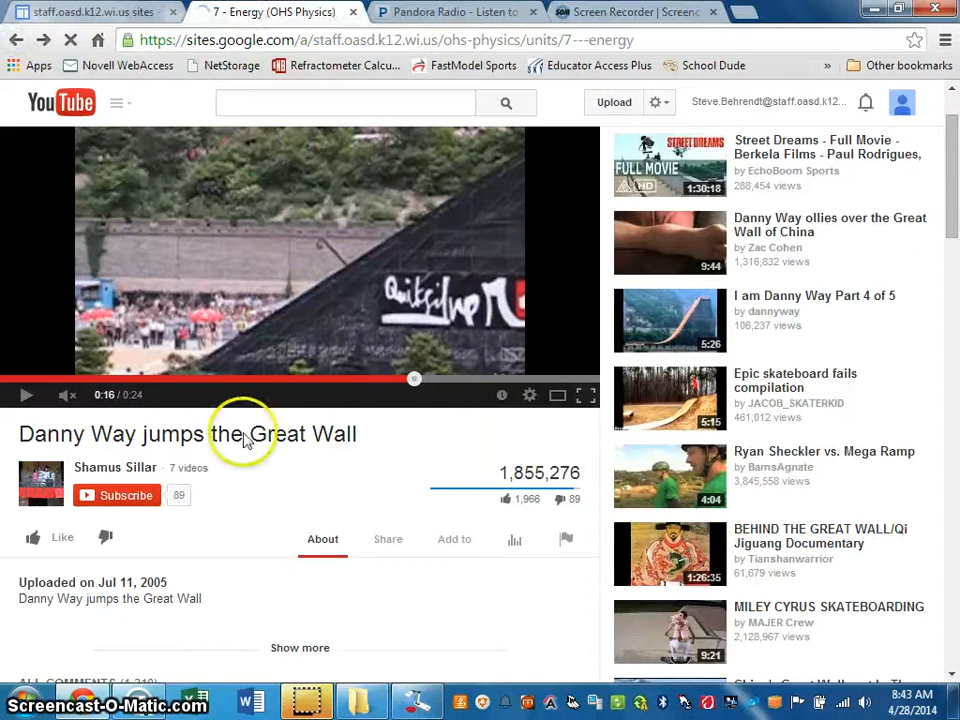 staff.oasd.k12.wi.us sites -
7 - Energy (OHS Physics)
Pandora Radio - Listen to
Screen Recorder | Screenc
https://sites.google.com/a/staff.oasd.k12.wi.us/ohs-physics/units/7---energy
Apps
Novell WebAccess
NetStorage
Refractometer Calcu...
FastModel Sports
Educator Access Plus
School Dude
»
Other bookmarks
YouTube
Upload
Steve.Behrendt@staff.oasd.k12...
Quiksilver
0:16 / 0:24
Danny Way jumps the Great Wall
Shamus Sillar · 7 videos
Subscribe
89
1,855,276
1,966
89
Like
About
Share
Add to
Uploaded on Jul 11, 2005
Danny Way jumps the Great Wall
Show more
STREET DREAMS
FULL MOVIE
HD
1:30:18
Street Dreams - Full Movie -
Berkela Films - Paul Rodrigues,
by EchoBoom Sports
288,454 views
9:44
Danny Way ollies over the Great
Wall of China
by Zac Cohen
1,316,832 views
5:26
I am Danny Way Part 4 of 5
by dannyway
106,237 views
5:15
Epic skateboard fails
compilation
by JACOB_SKATERKID
461,012 views
4:04
Ryan Sheckler vs. Mega Ramp
by BamsAgnate
3,845,558 views
1:26:35
BEHIND THE GREAT WALL/Qi
Jiguang Documentary
by Tianshanwarrior
61,679 views
9:21
MILEY CYRUS SKATEBOARDING
by MAJER Crew
2,128,967 views
Screencast-O-Matic.com
8:43 AM
4/28/2014